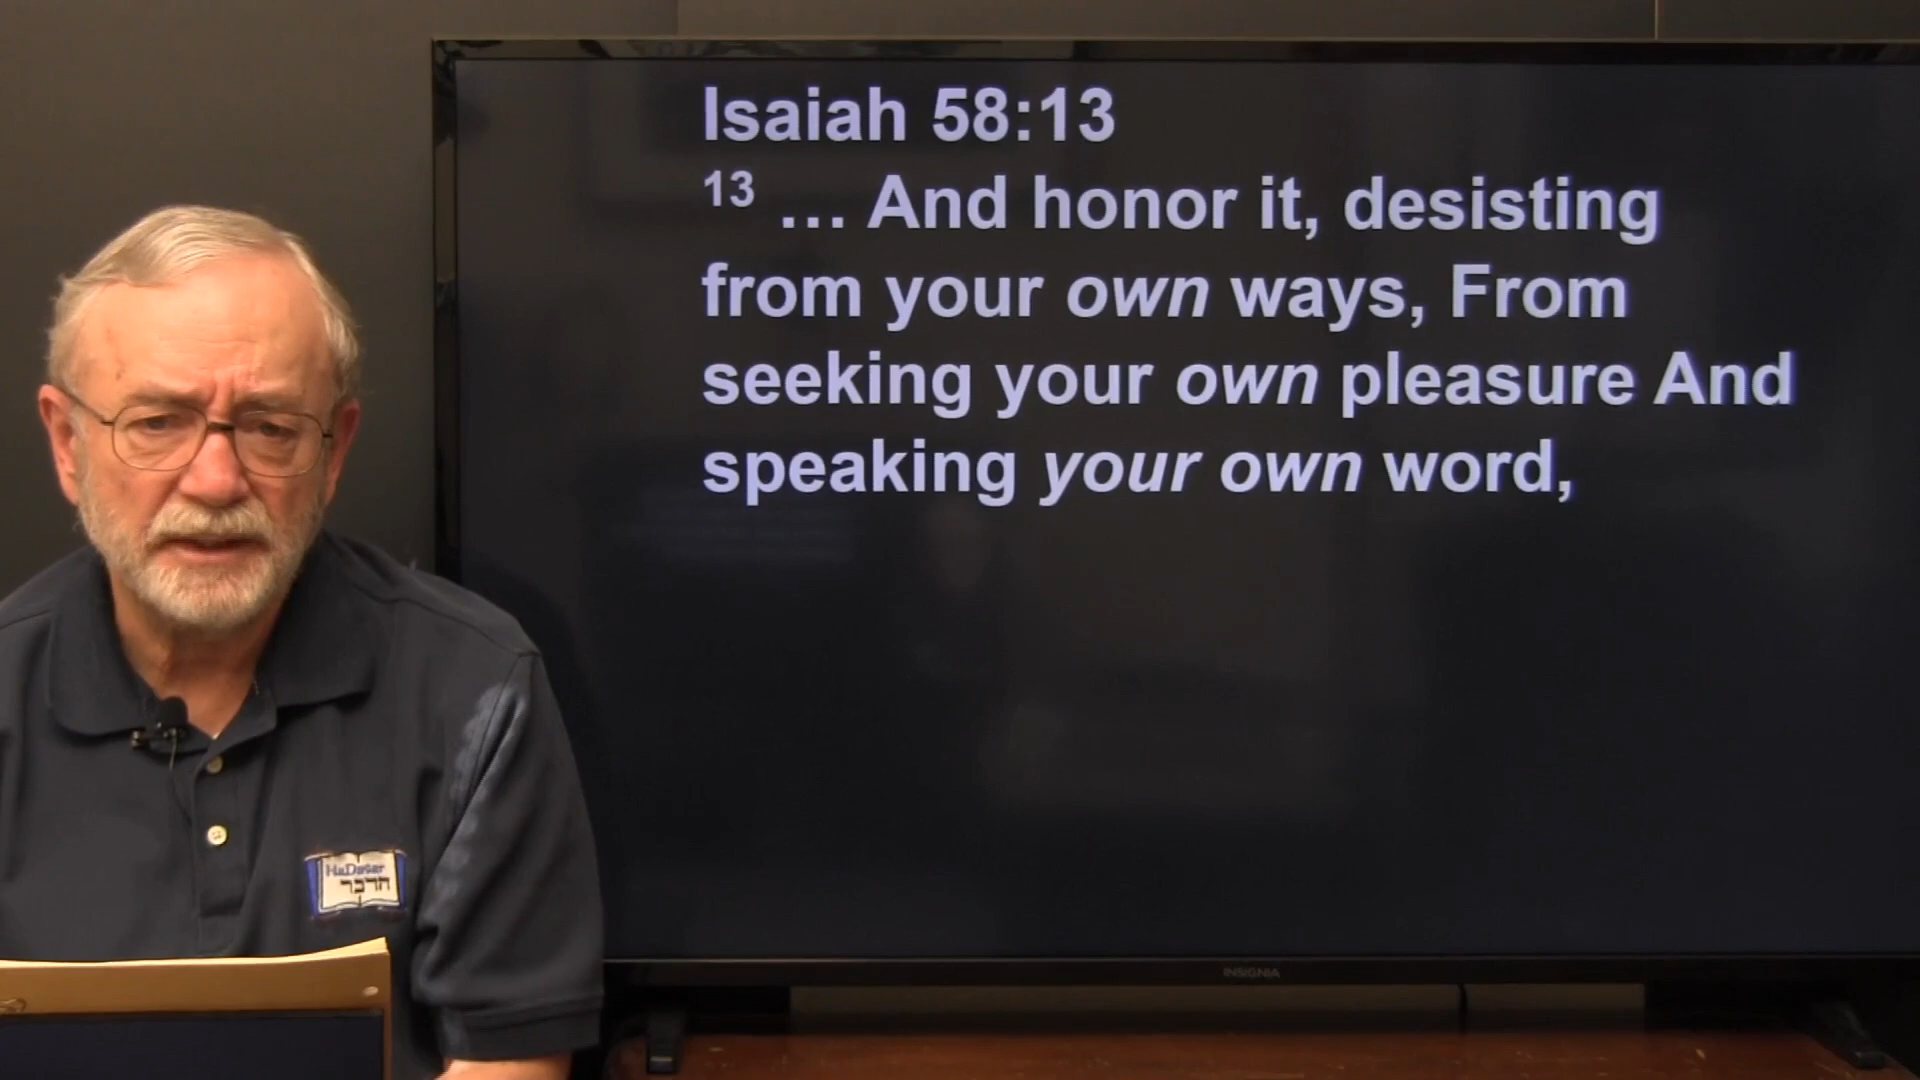 Isaiah 58:13
13 … And honor it, desisting
from your own ways, From
seeking your own pleasure And
speaking your own word,
HaDavar
הדבר
INSIGNIA